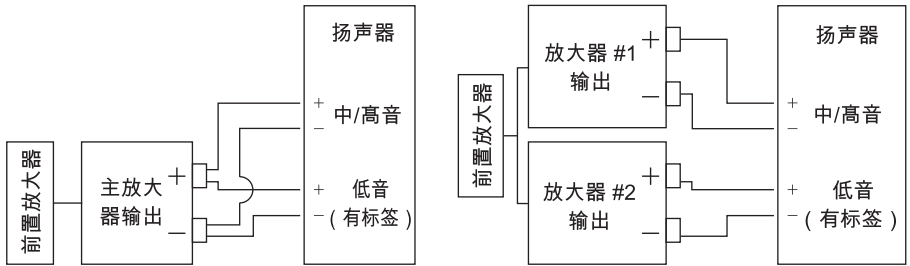 前置放大器
主放大
器输出
+
−
扬声器
+
中/高音
−
+
低音
−
(有标签)
前置放大器
放大器 #1
输出
+
−
放大器 #2
输出
+
−
扬声器
+
中/高音
−
+
低音
−
(有标签)